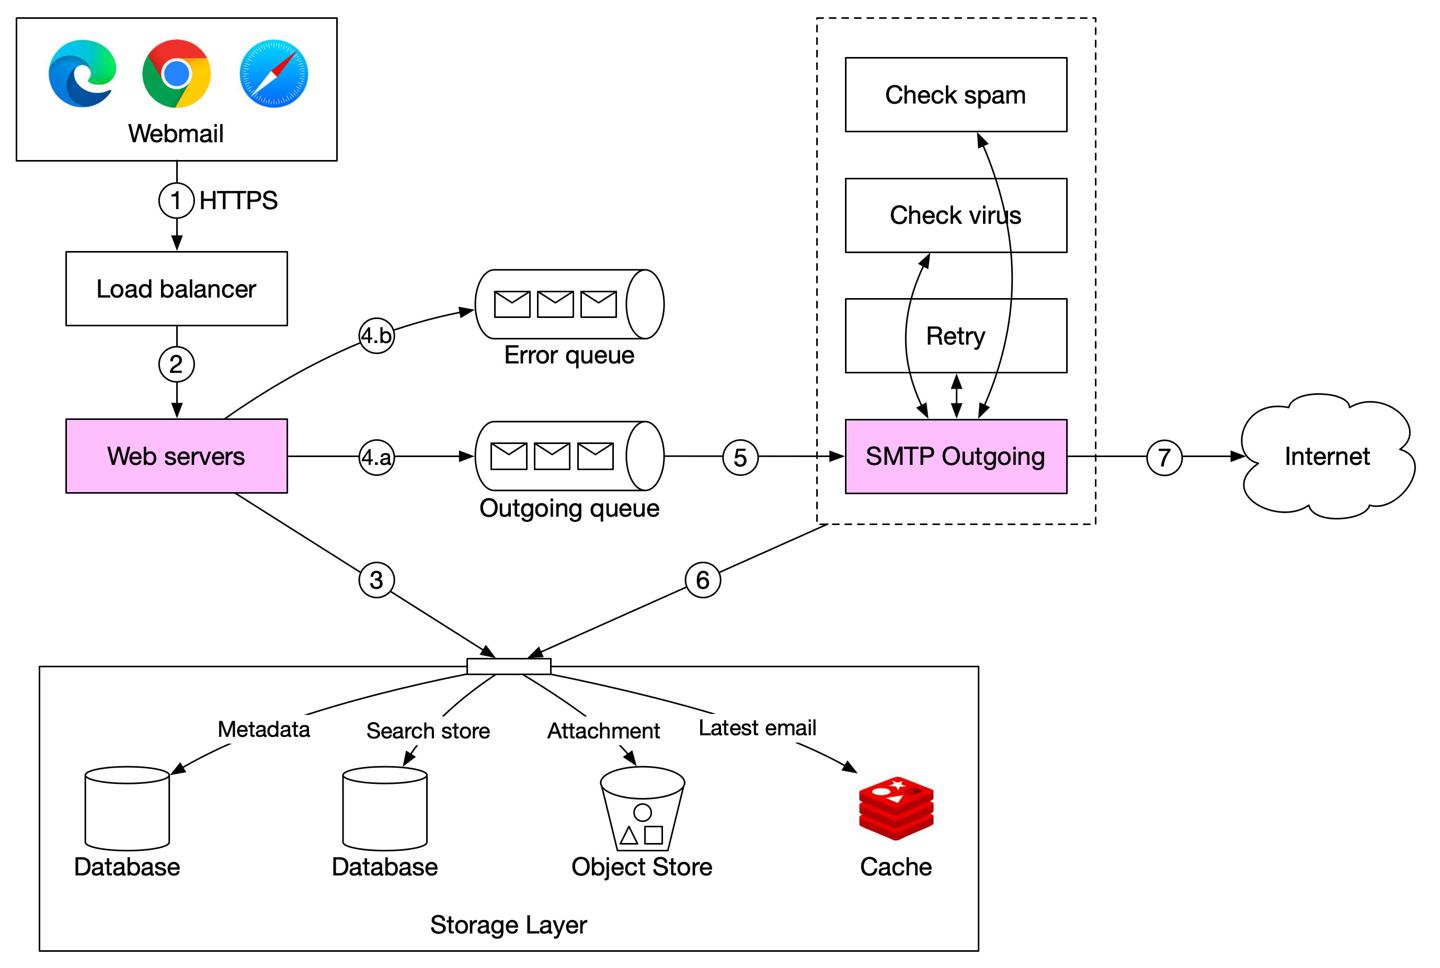 Webmail
1 HTTPS
Load balancer
2
Web servers
4.b
Error queue
4.a
Outgoing queue
5
Check spam
Check virus
Retry
SMTP Outgoing
7
Internet
3
6
Metadata
Search store
Attachment
Latest email
Database
Database
Object Store
Cache
Storage Layer